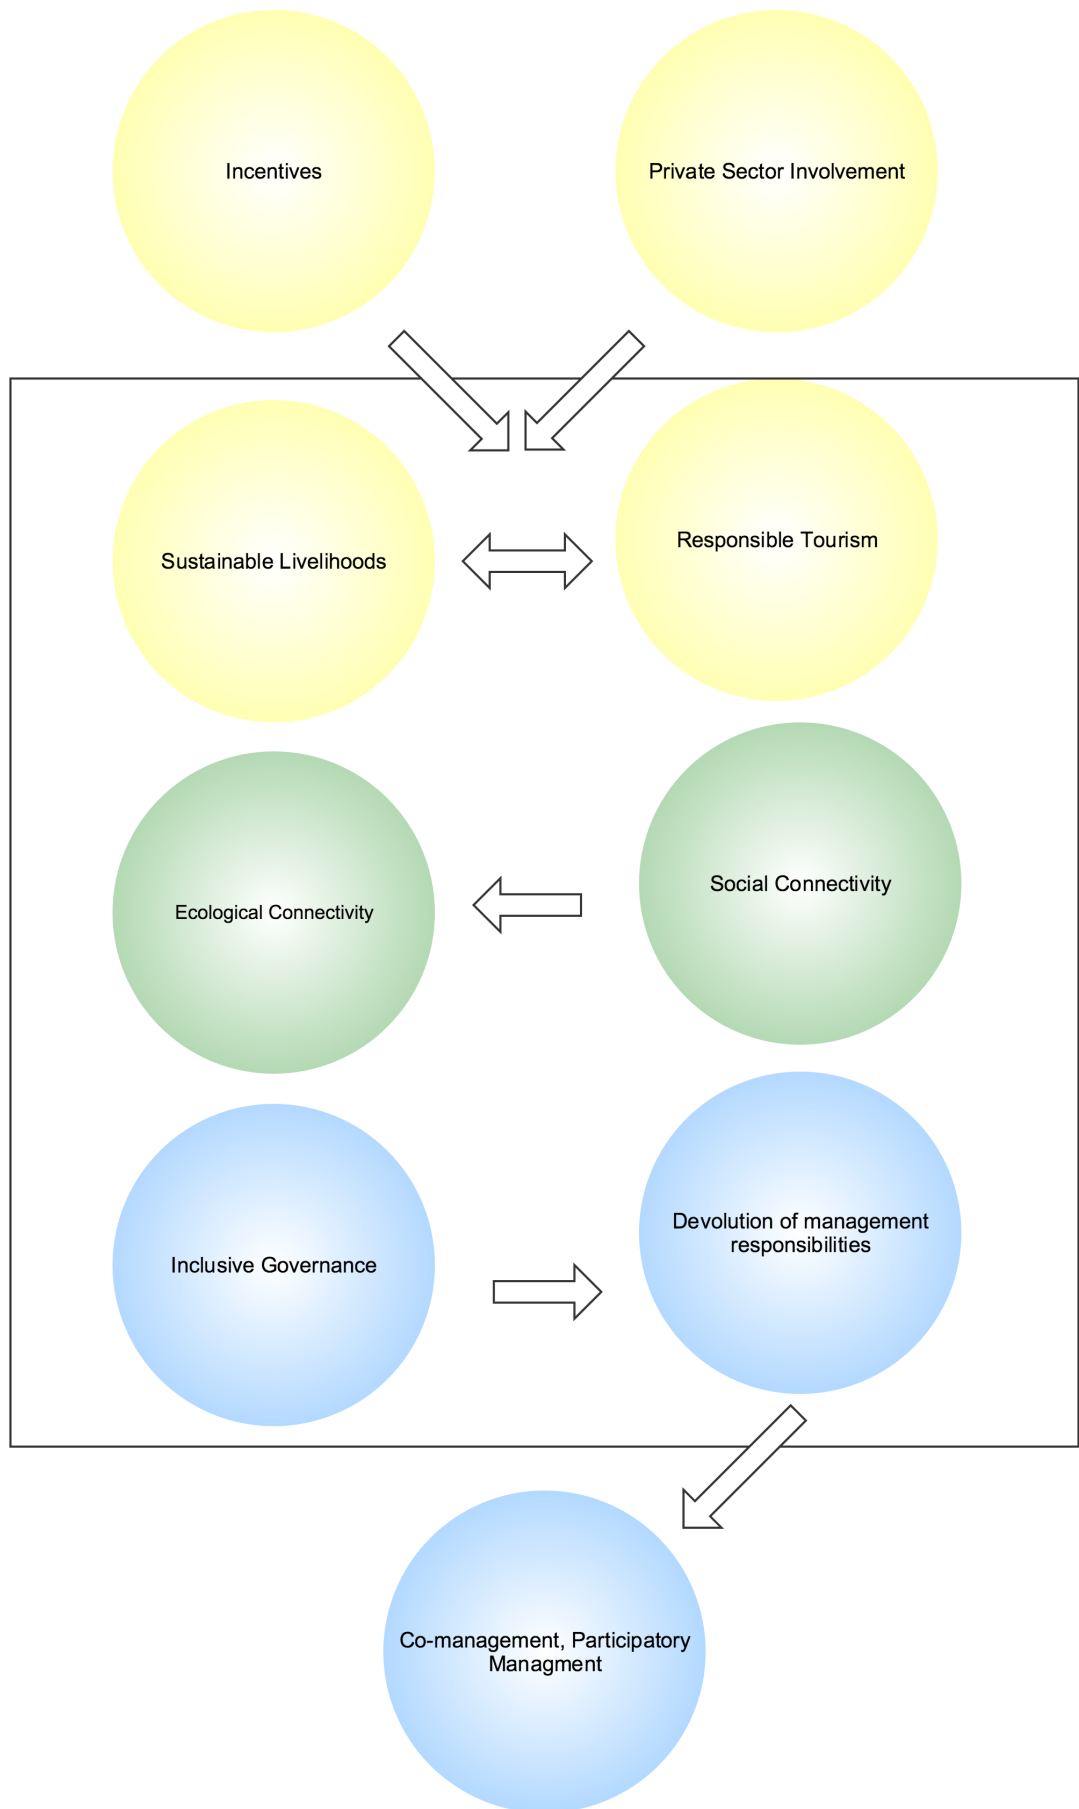 Incentives
Private Sector Involvement
Sustainable Livelihoods
Responsible Tourism
Ecological Connectivity
Social Connectivity
Inclusive Governance
Devolution of management
responsibilities
Co-management, Participatory
Managment